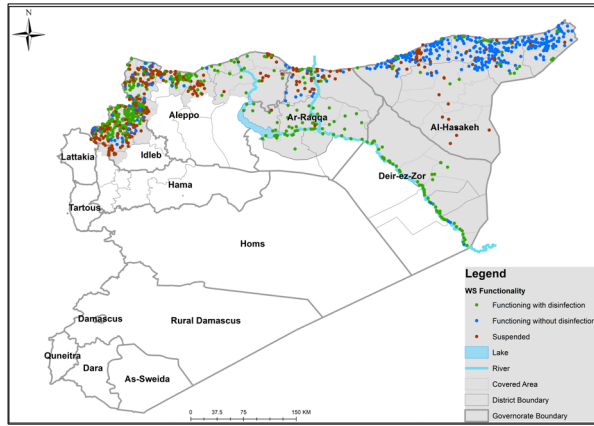 N
Aleppo
Ar-Raqqa
Al-Hasakeh
Lattakia
Idleb
Deir-ez-Zor
Hama
Tartous
Homs
Damascus
Rural Damascus
Quneitra
Dara
As-Sweida
0 37.5 75 150 KM
Legend
WS Functionality
Functioning with disinfection
Functioning without disinfection
Suspended
Lake
River
Covered Area
District Boundary
Governorate Boundary